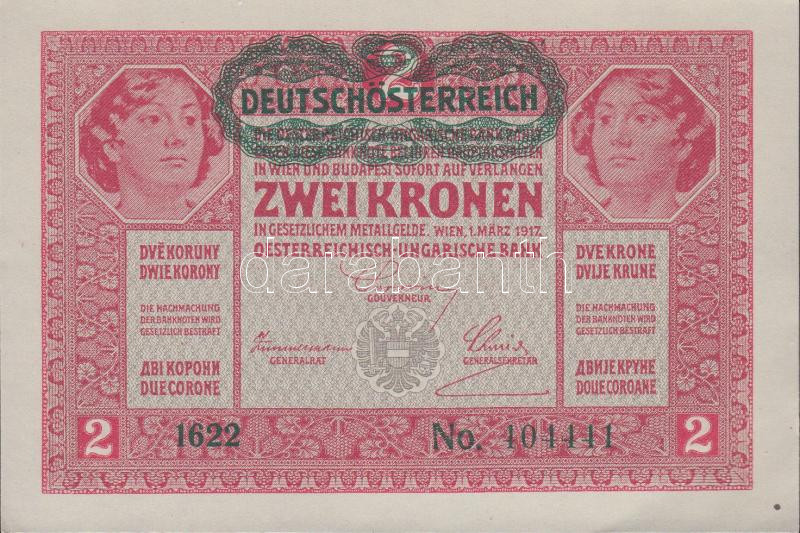 2
DEUTSCHÖSTERREICH
DIE OESTERREICHISCH-UNGARISCHE BANK ZAHLT
GEGEN DIESE BANKNOTE BEI IHREN HAUPTANSTALTEN
IN WIEN UND BUDAPEST SOFORT AUF VERLANGEN
ZWEI KRONEN
IN GESETZLICHEM METALLGELDE. WIEN, 1. MÄRZ 1917.
OESTERREICHISCH-UNGARISCHE BANK
GOUVERNEUR
GENERALRAT
GENERALSEKRETÄR
DVĚ KORUNY
DWIE KORONY
DIE NACHMACHUNG
DER BANKNOTEN WIRD
GESETZLICH BESTRAFT
ДВІ КОРОНИ
DUE CORONE
DVE KRONE
DVIJE KRUNE
DIE NACHMACHUNG
DER BANKNOTEN WIRD
GESETZLICH BESTRAFT
ДВИЈЕ КРУНЕ
DOUE COROANE
2
1622
No. 404441
2
darabanth